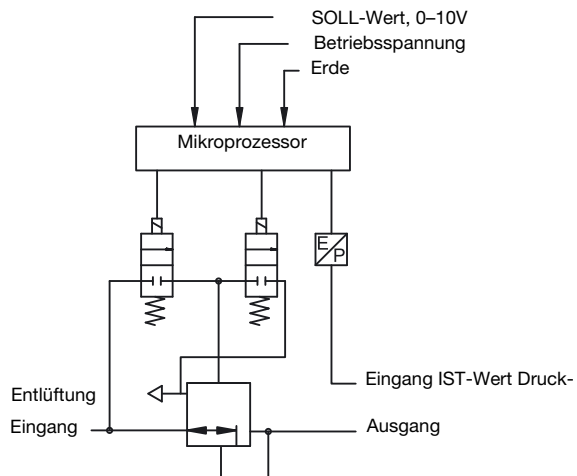 SOLL-Wert, 0–10V
Betriebsspannung
Erde
Mikroprozessor
E
P
Eingang IST-Wert Druck-
Entlüftung
Eingang
Ausgang